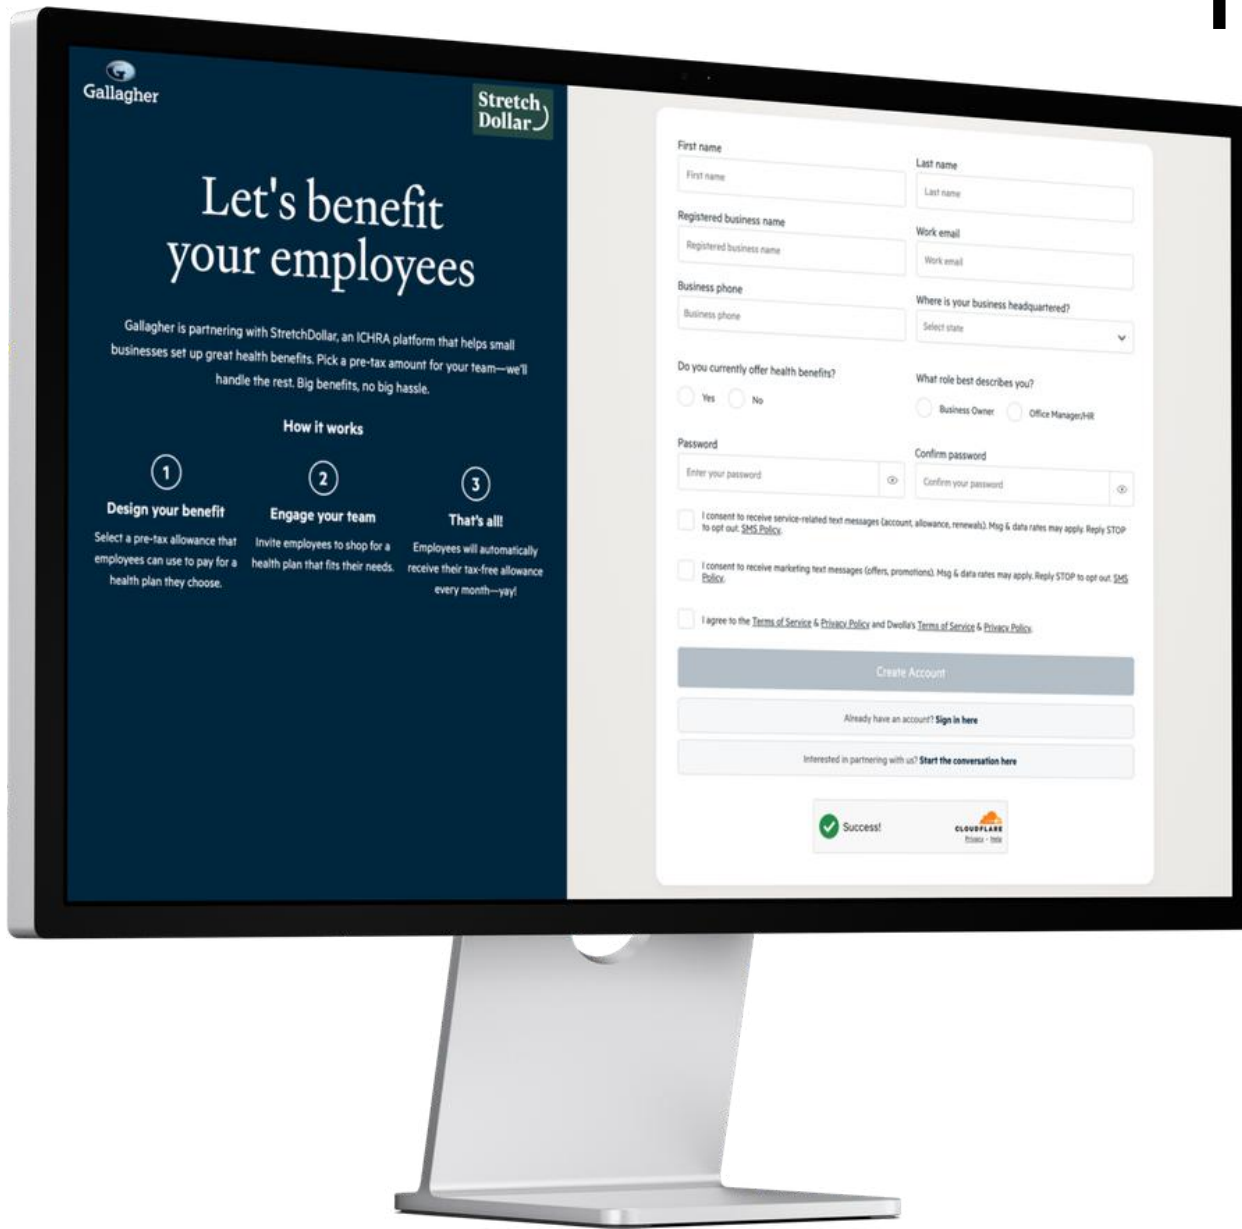 Gallagher
Stretch
Dollar
Let's benefit
your employees
Gallagher is partnering with StretchDollar, an ICHRA platform that helps small
businesses set up great health benefits. Pick a pre-tax amount for your team—we'll
handle the rest. Big benefits, no big hassle.
How it works
1
Design your benefit
Select a pre-tax allowance that
employees can use to pay for a
health plan they choose.
2
Engage your team
Invite employees to shop for a
health plan that fits their needs.
3
That's all!
Employees will automatically
receive their tax-free allowance
every month—yay!
First name
First name
Last name
Last name
Registered business name
Registered business name
Work email
Work email
Business phone
Business phone
Where is your business headquartered?
Select state
Do you currently offer health benefits?
Yes No
What role best describes you?
Business Owner Office Manager/HR
Password
Enter your password
Confirm password
Confirm your password
I consent to receive service-related text messages (account, allowance, renewals). Msg & data rates may apply. Reply STOP
to opt out. SMS Policy.
I consent to receive marketing text messages (offers, promotions). Msg & data rates may apply. Reply STOP to opt out. SMS
Policy.
I agree to the Terms of Service & Privacy Policy and Dwolla's Terms of Service & Privacy Policy.
Create Account
Already have an account? Sign in here
Interested in partnering with us? Start the conversation here
Success!
CLOUDFLARE
Privacy • Help